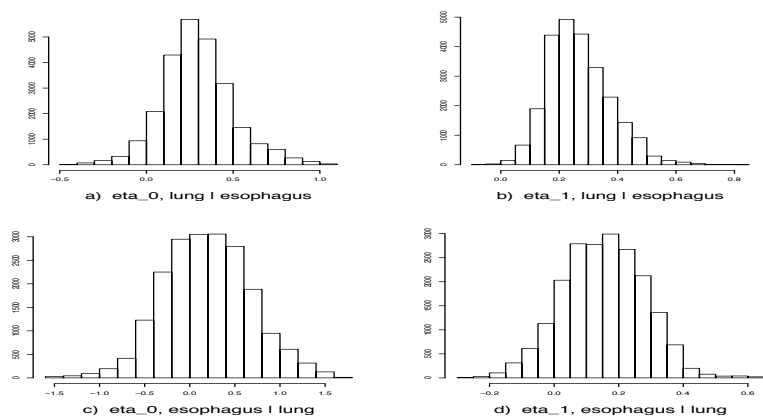 0 1000 2000 3000 4000 5000
−0.5 0.0 0.5 1.0
a) eta_0, lung | esophagus
0 1000 2000 3000 4000 5000
0.0 0.2 0.4 0.6 0.8
b) eta_1, lung | esophagus
0 500 1000 1500 2000 2500 3000
−1.5 −1.0 −0.5 0.0 0.5 1.0 1.5
c) eta_0, esophagus | lung
0 500 1000 1500 2000 2500 3000
−0.2 0.0 0.2 0.4 0.6
d) eta_1, esophagus | lung